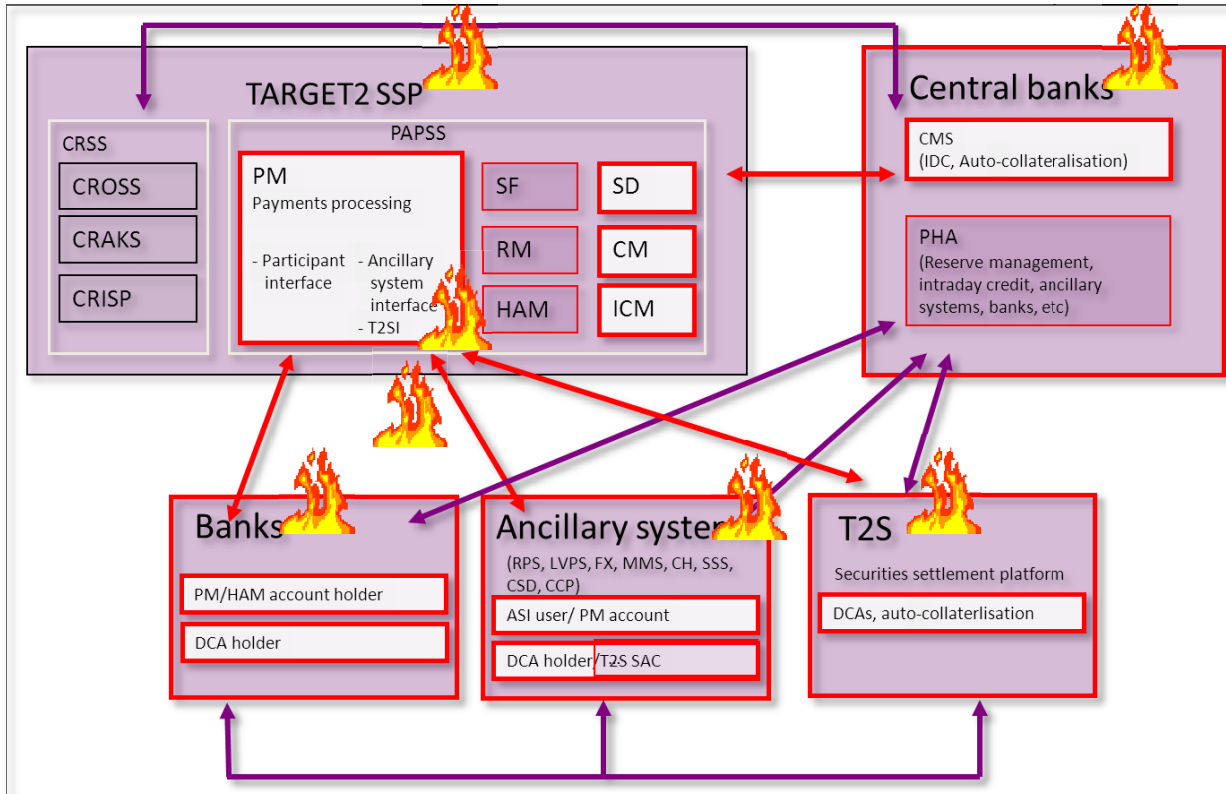 TARGET2 SSP
CRSS
CROSS
CRAKS
CRISP
PAPSS
PM
Payments processing
- Participant
interface
- Ancillary
system
interface
- T2SI
SF
RM
HAM
SD
CM
ICM
Central banks
CMS
(IDC, Auto-collateralisation)
PHA
(Reserve management,
intraday credit, ancillary
systems, banks, etc)
Banks
PM/HAM account holder
DCA holder
Ancillary system
(RPS, LVPS, FX, MMS, CH, SSS,
CSD, CCP)
ASI user/ PM account
DCA holder/T2S SAC
T2S
Securities settlement platform
DCAs, auto-collaterlisation